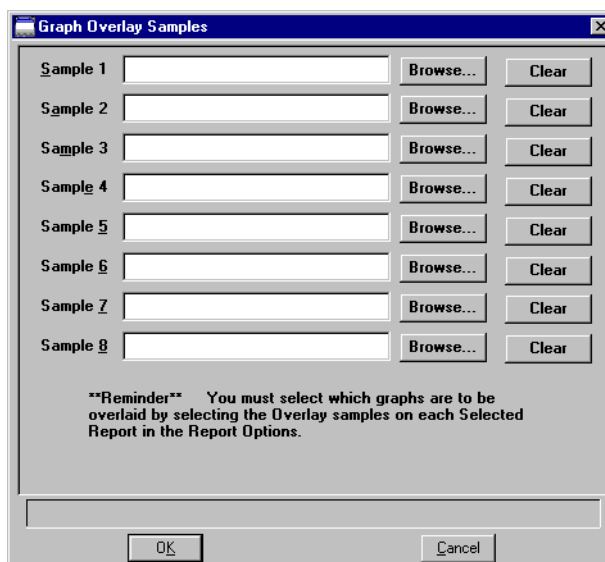 Graph Overlay Samples
Sample 1 Browse... Clear
Sample 2 Browse... Clear
Sample 3 Browse... Clear
Sample 4 Browse... Clear
Sample 5 Browse... Clear
Sample 6 Browse... Clear
Sample 7 Browse... Clear
Sample 8 Browse... Clear
**Reminder** You must select which graphs are to be
overlaid by selecting the Overlay samples on each Selected
Report in the Report Options.
OK Cancel